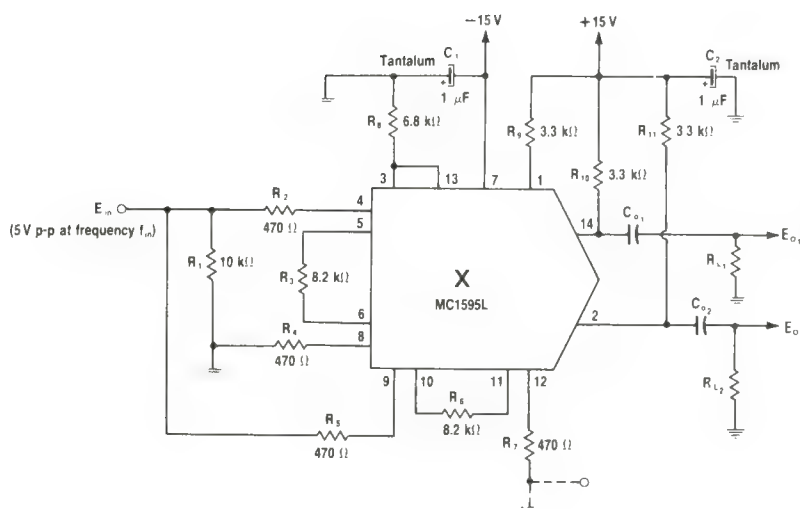 −15 V
+15 V
Tantalum
C₁
1 µF
C₂
Tantalum
1 µF
R₈
6.8 kΩ
R₉
3.3 kΩ
R₁₀
3.3 kΩ
R₁₁
3.3 kΩ
3
13
7
1
Eᵢₙ
(5 V p-p at frequency fᵢₙ)
R₂
470 Ω
4
5
R₁
10 kΩ
R₃
8.2 kΩ
X
MC1595L
14
Cₒ₁
Eₒ₁
R_L₁
6
R₄
470 Ω
8
2
Cₒ₂
Eₒ
R_L₂
9
10
11
12
R₅
470 Ω
R₆
8.2 kΩ
R₇
470 Ω